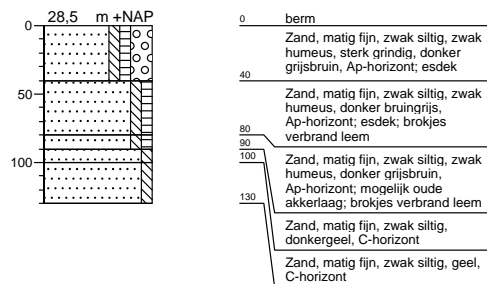 28,5 m +NAP
0
50
100
0 berm
Zand, matig fijn, zwak siltig, zwak
humeus, sterk grindig, donker
grijsbruin, Ap-horizont; esdek
40
Zand, matig fijn, zwak siltig, zwak
humeus, donker bruingrijs,
Ap-horizont; esdek; brokjes
verbrand leem
80
Zand, matig fijn, zwak siltig, zwak
humeus, donker grijsbruin,
Ap-horizont; mogelijk oude
akkerlaag; brokjes verbrand leem
90
Zand, matig fijn, zwak siltig,
donkergeel, C-horizont
100
Zand, matig fijn, zwak siltig, geel,
C-horizont
130